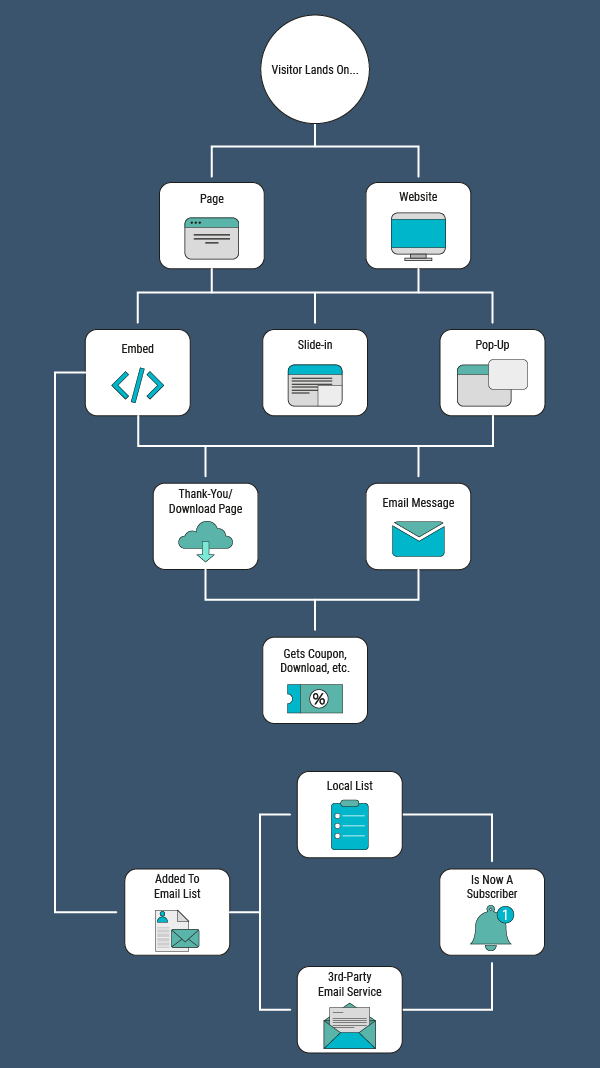 Visitor Lands On...
Page
Website
Embed
Slide-in
Pop-Up
Thank-You/
Download Page
Email Message
Gets Coupon,
Download, etc.
%
Local List
Added To
Email List
Is Now A
Subscriber
1
3rd-Party
Email Service